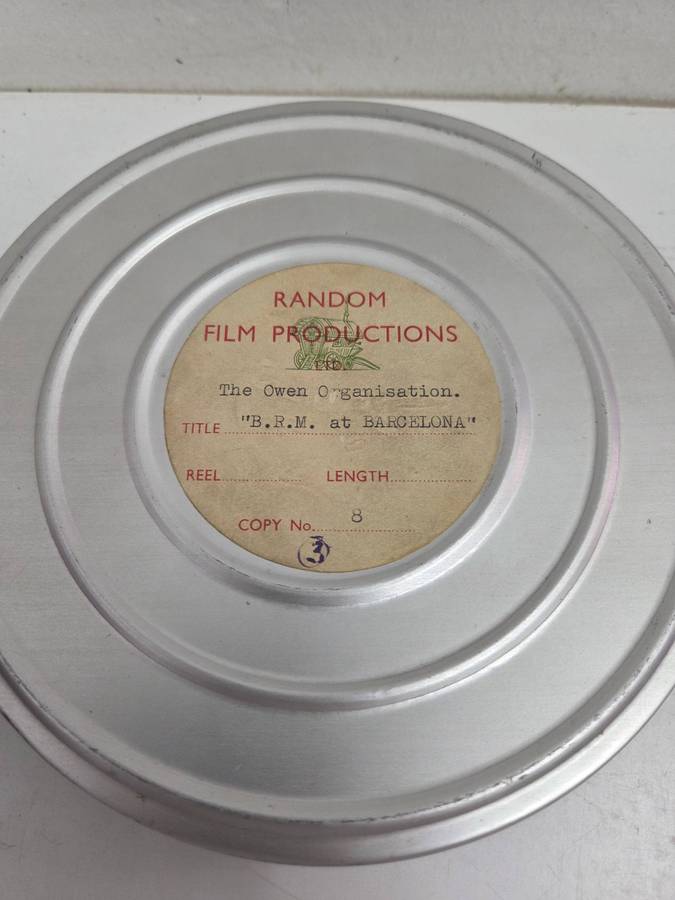 RANDOM
FILM PRODUCTIONS
LTD.
The Owen Organisation.
TITLE "B.R.M. at BARCELONA"
REEL LENGTH
COPY No. 8
3